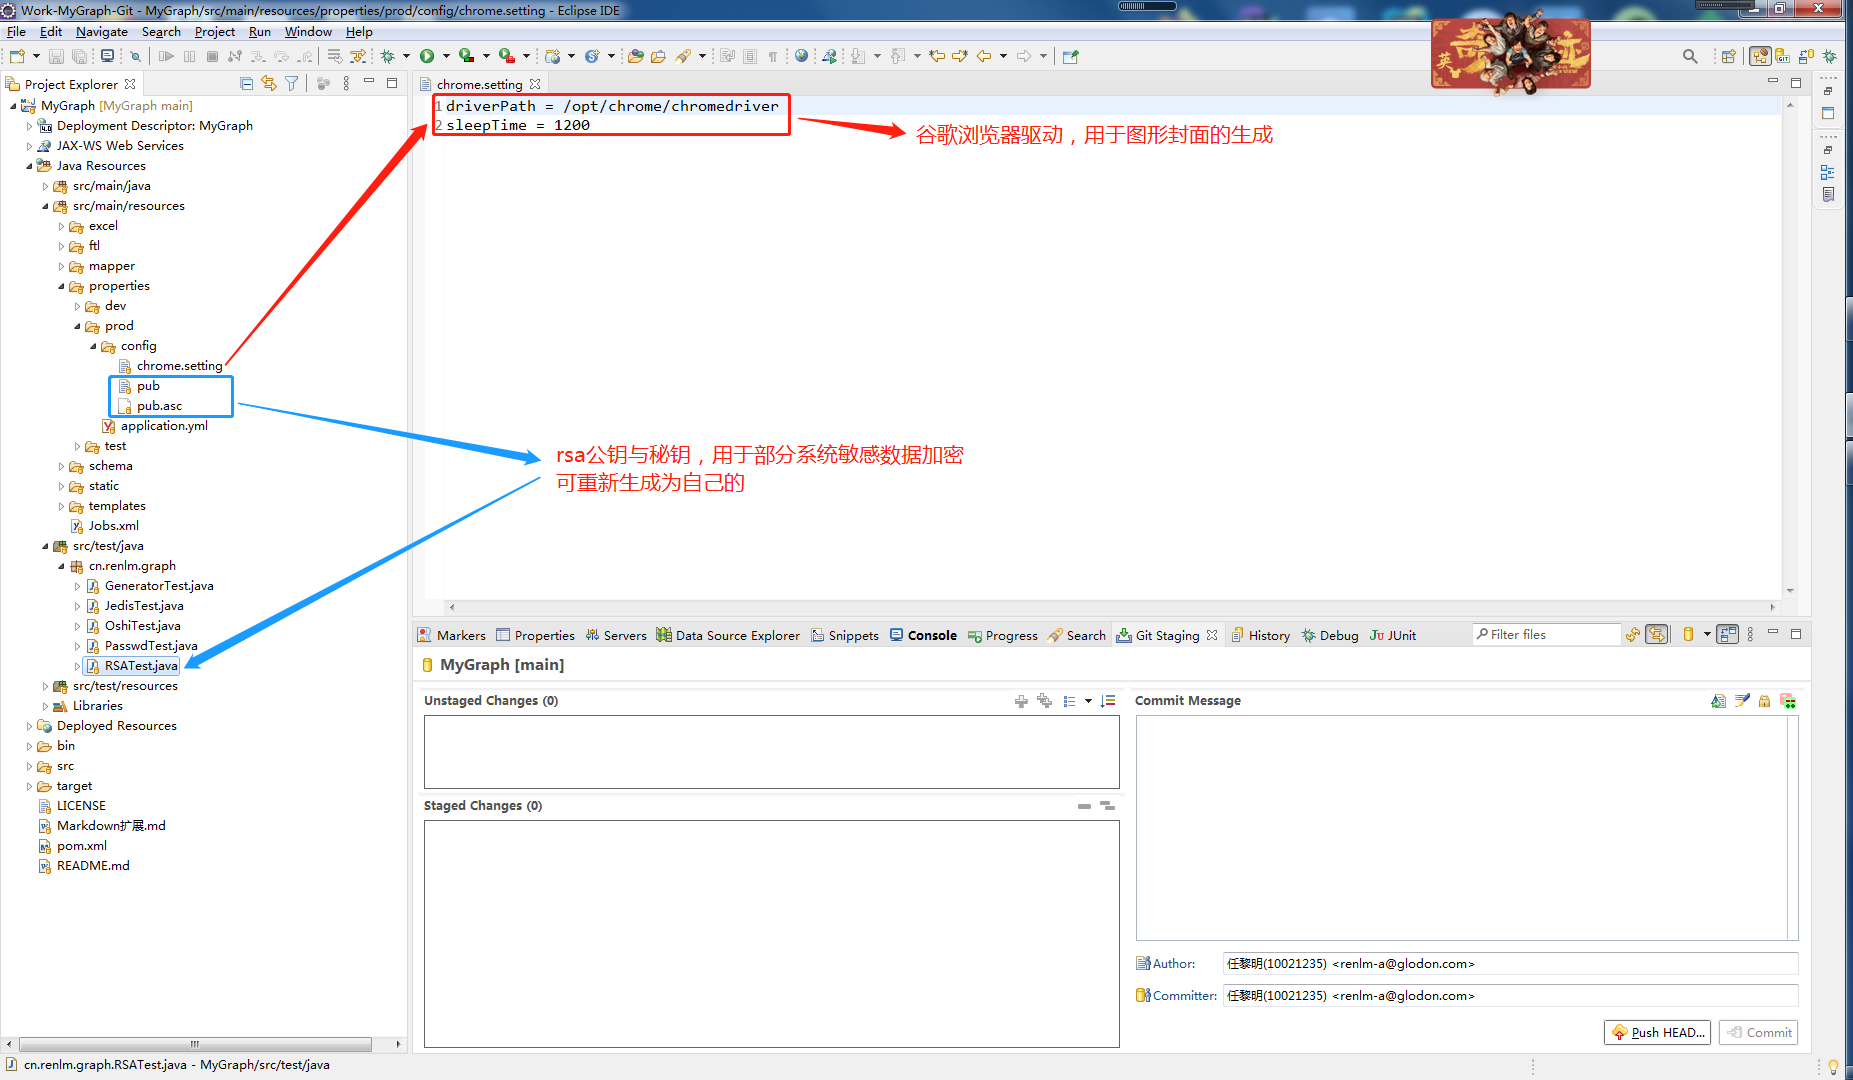 Work-MyGraph-Git - MyGraph/src/main/resources/properties/prod/config/chrome.setting - Eclipse IDE
File Edit Navigate Search Project Run Window Help
Project Explorer
MyGraph [MyGraph main]
Deployment Descriptor: MyGraph
JAX-WS Web Services
Java Resources
src/main/java
src/main/resources
excel
ftl
mapper
properties
dev
prod
config
chrome.setting
pub
pub.asc
application.yml
test
schema
static
templates
Jobs.xml
src/test/java
cn.renlm.graph
GeneratorTest.java
JedisTest.java
OshiTest.java
PasswdTest.java
RSATest.java
src/test/resources
Libraries
Deployed Resources
bin
src
target
LICENSE
Markdown扩展.md
pom.xml
README.md
chrome.setting
1 driverPath = /opt/chrome/chromedriver
2 sleepTime = 1200
谷歌浏览器驱动，用于图形封面的生成
rsa公钥与秘钥，用于部分系统敏感数据加密
可重新生成为自己的
英
Markers Properties Servers Data Source Explorer Snippets Console Progress Search Git Staging History Debug JUnit Filter files
MyGraph [main]
Unstaged Changes (0)
Staged Changes (0)
Commit Message
Author: 任黎明(10021235) <renlm-a@glodon.com>
Committer: 任黎明(10021235) <renlm-a@glodon.com>
Push HEAD... Commit
cn.renlm.graph.RSATest.java - MyGraph/src/test/java